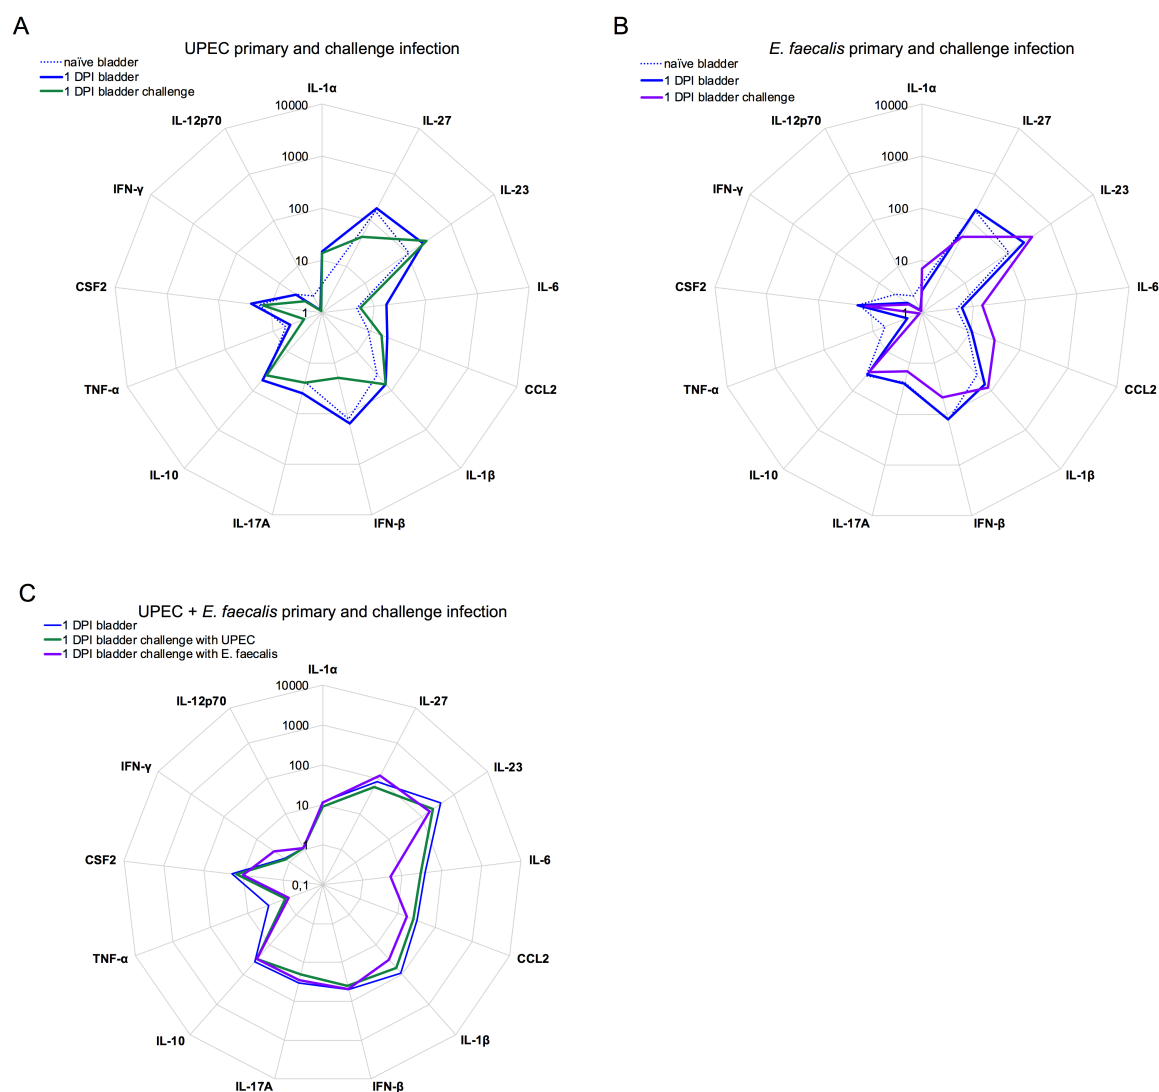 A
UPEC primary and challenge infection
naïve bladder
1 DPI bladder
1 DPI bladder challenge
IL-1α
IL-27
IL-23
IL-6
CCL2
IL-1β
IFN-β
IL-17A
IL-10
TNF-α
CSF2
IFN-γ
IL-12p70
10000
1000
100
10
1
B
E. faecalis primary and challenge infection
naïve bladder
1 DPI bladder
1 DPI bladder challenge
IL-1α
IL-27
IL-23
IL-6
CCL2
IL-1β
IFN-β
IL-17A
IL-10
TNF-α
CSF2
IFN-γ
IL-12p70
10000
1000
100
10
1
C
UPEC + E. faecalis primary and challenge infection
1 DPI bladder
1 DPI bladder challenge with UPEC
1 DPI bladder challenge with E. faecalis
IL-1α
IL-27
IL-23
IL-6
CCL2
IL-1β
IFN-β
IL-17A
IL-10
TNF-α
CSF2
IFN-γ
IL-12p70
10000
1000
100
10
1
0,1